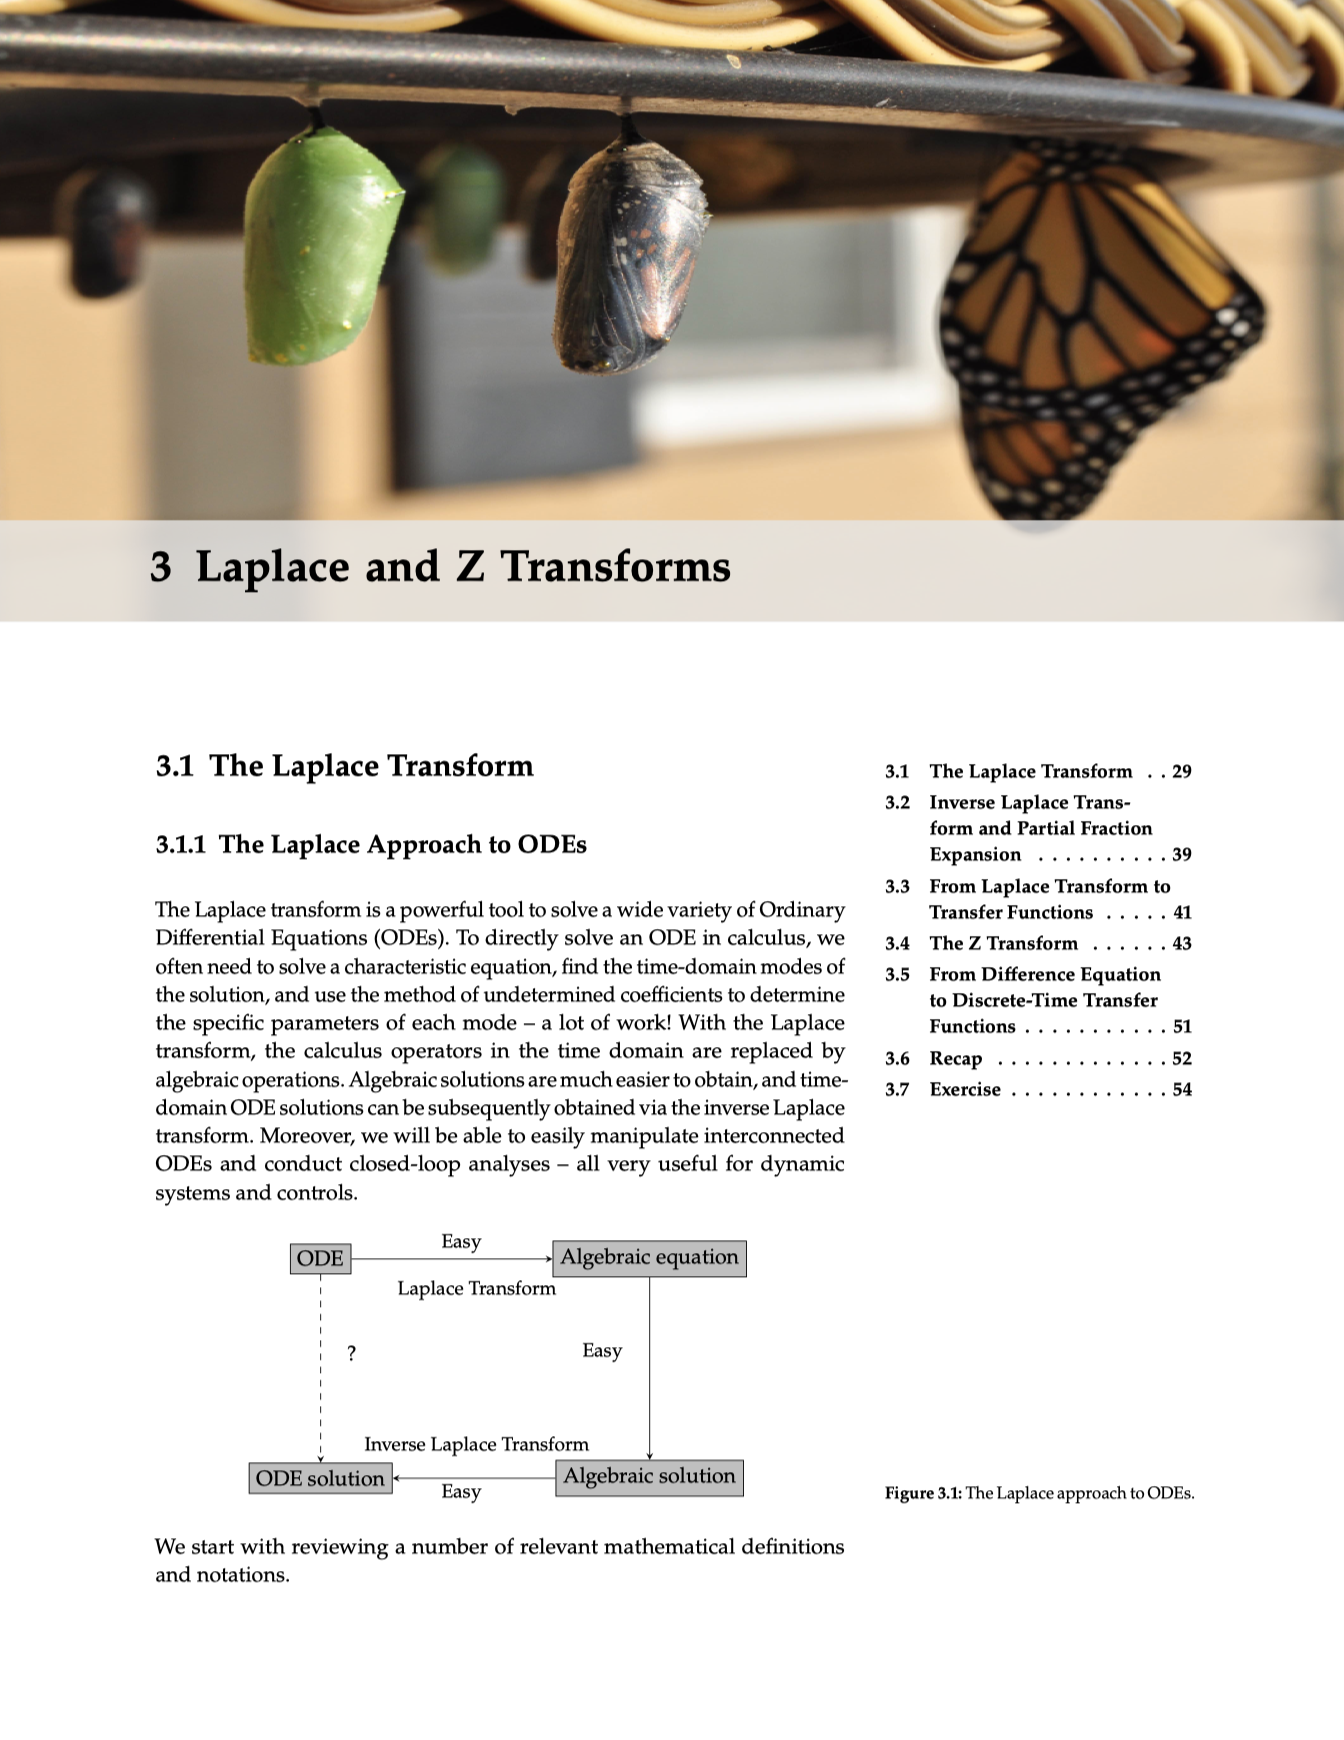 3 Laplace and Z Transforms
3.1 The Laplace Transform
3.1.1 The Laplace Approach to ODEs
The Laplace transform is a powerful tool to solve a wide variety of Ordinary
Differential Equations (ODEs). To directly solve an ODE in calculus, we
often need to solve a characteristic equation, find the time-domain modes of
the solution, and use the method of undetermined coefficients to determine
the specific parameters of each mode – a lot of work! With the Laplace
transform, the calculus operators in the time domain are replaced by
algebraic operations. Algebraic solutions are much easier to obtain, and time-
domain ODE solutions can be subsequently obtained via the inverse Laplace
transform. Moreover, we will be able to easily manipulate interconnected
ODEs and conduct closed-loop analyses – all very useful for dynamic
systems and controls.
3.1 The Laplace Transform . . 29
3.2 Inverse Laplace Trans-
form and Partial Fraction
Expansion . . . . . . . . . . 39
3.3 From Laplace Transform to
Transfer Functions . . . . . 41
3.4 The Z Transform . . . . . . 43
3.5 From Difference Equation
to Discrete-Time Transfer
Functions . . . . . . . . . . . 51
3.6 Recap . . . . . . . . . . . . . 52
3.7 Exercise . . . . . . . . . . . . 54
ODE
Easy
Algebraic equation
Laplace Transform
?
Easy
Inverse Laplace Transform
ODE solution
Easy
Algebraic solution
Figure 3.1: The Laplace approach to ODEs.
We start with reviewing a number of relevant mathematical definitions
and notations.